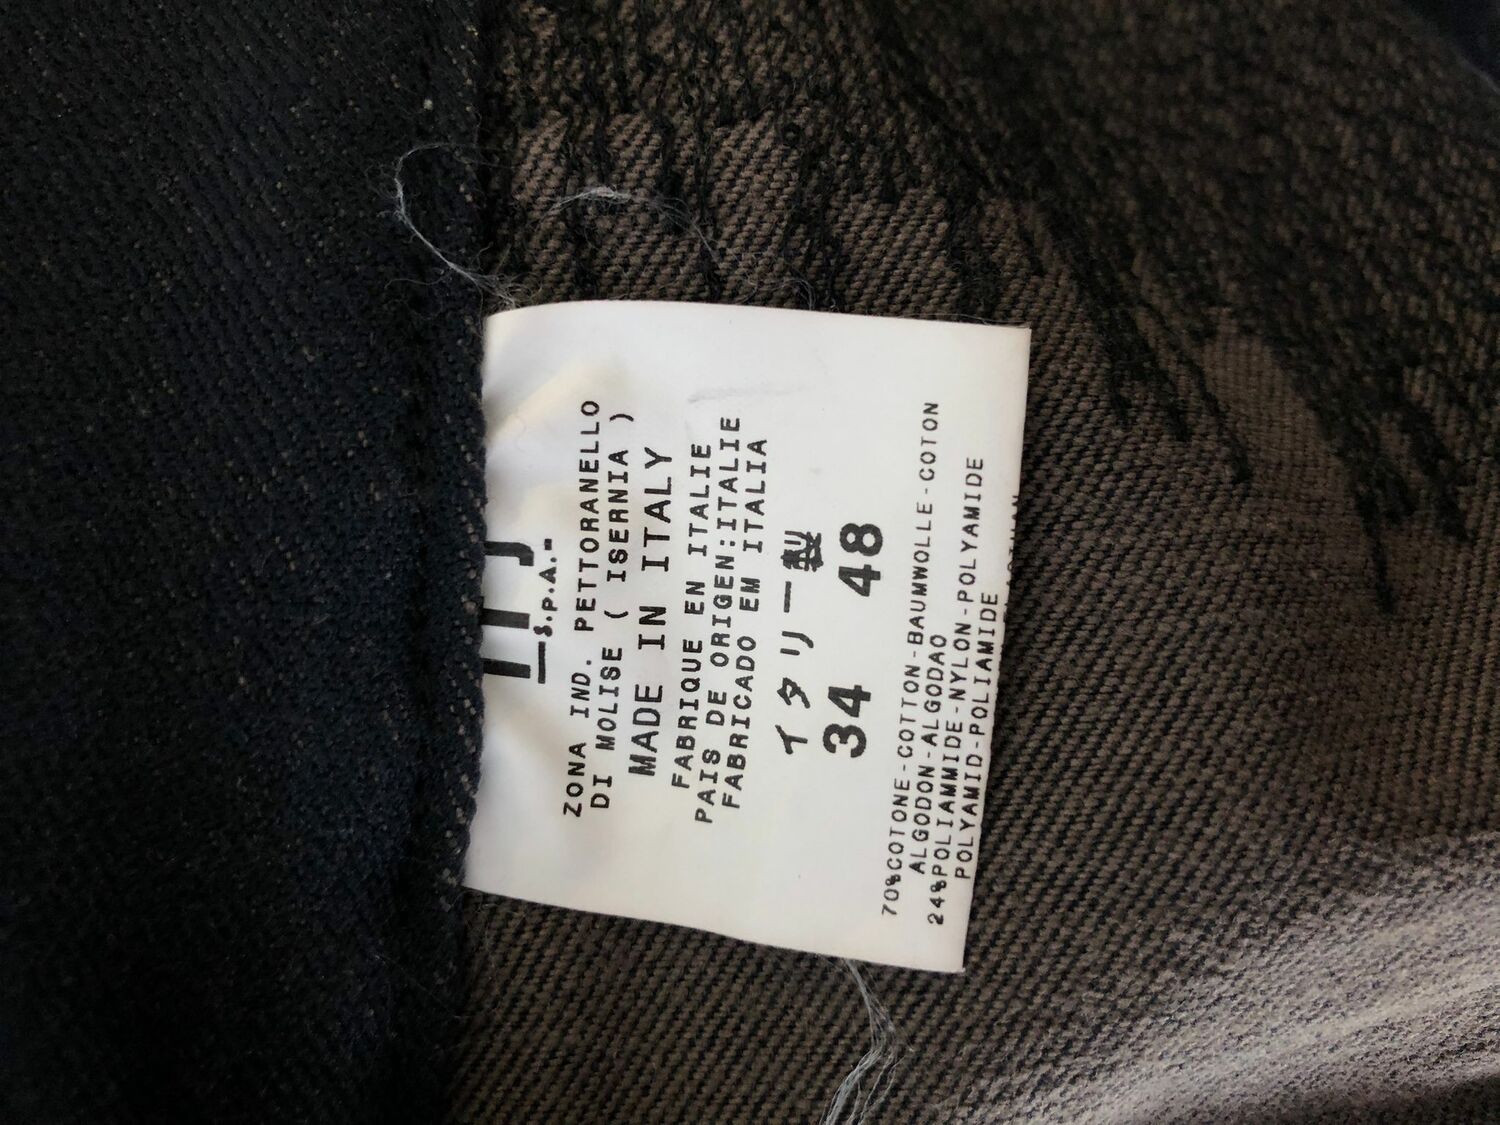 S.P.A.-
ZONA IND. PETTORANELLO
DI MOLISE ( ISERNIA )
MADE IN ITALY
FABRIQUE EN ITALIE
PAIS DE ORIGEN:ITALIE
FABRICADO EM ITALIA
イタリー製
34 48
70%COTONE-COTTON-BAUMWOLLE-COTON
ALGODON-ALGODAO
24%POLIAMMIDE-NYLON-POLYAMIDE
POLYAMID-POLIAMIDE